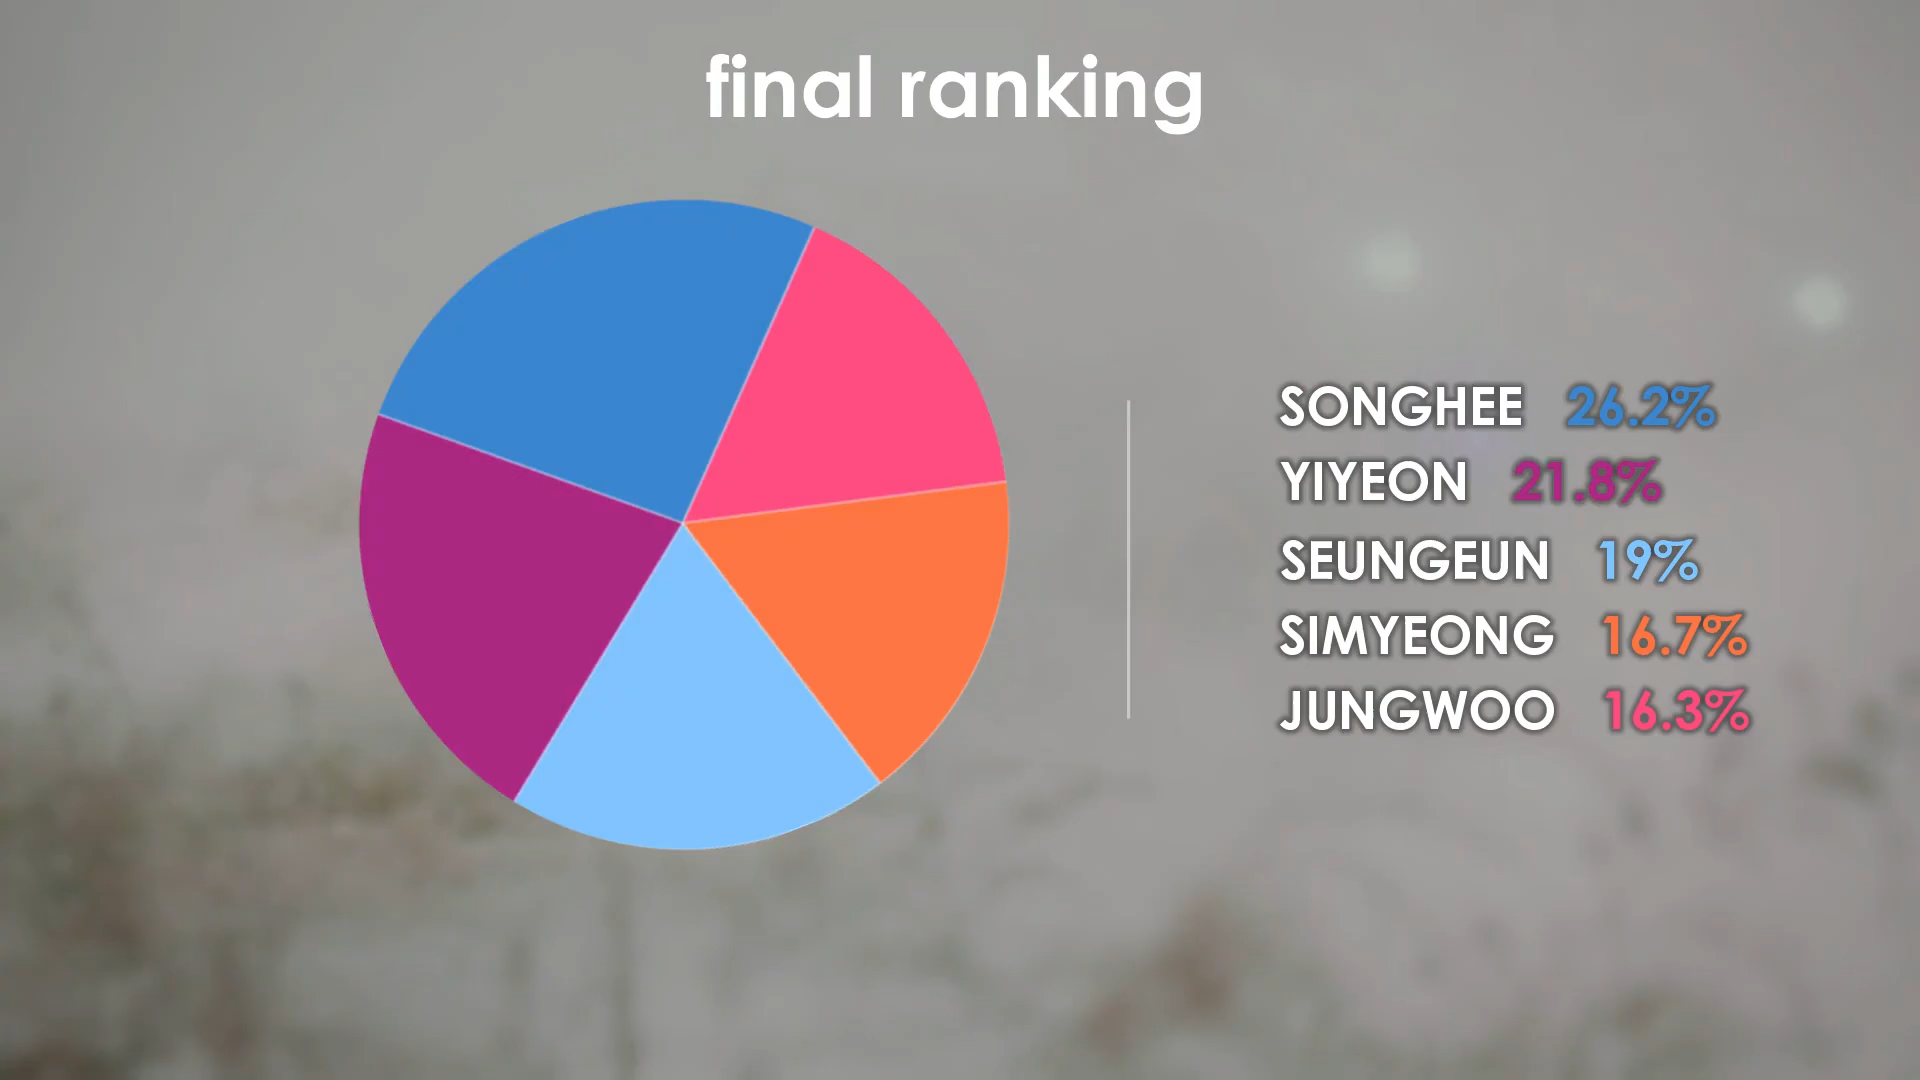 final ranking
SONGHEE 26.2%
YIYEON 21.8%
SEUNGEUN 19%
SIMYEONG 16.7%
JUNGWOO 16.3%